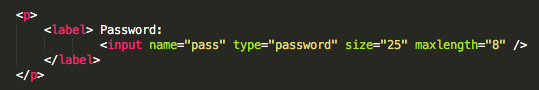 <p>
<label> Password:
<input name="pass" type="password" size="25" maxlength="8" />
</label>
</p>